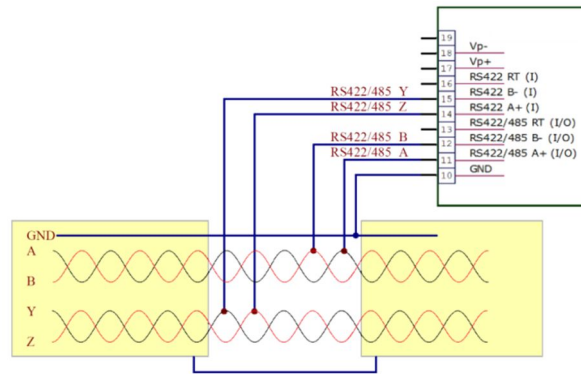 19
18 Vp-
17 Vp+
16 RS422 RT (I)
RS422/485 Y 15 RS422 B- (I)
RS422/485 Z 14 RS422 A+ (I)
13 RS422/485 RT (I/O)
RS422/485 B 12 RS422/485 B- (I/O)
RS422/485 A 11 RS422/485 A+ (I/O)
10 GND
GND
A
B
Y
Z